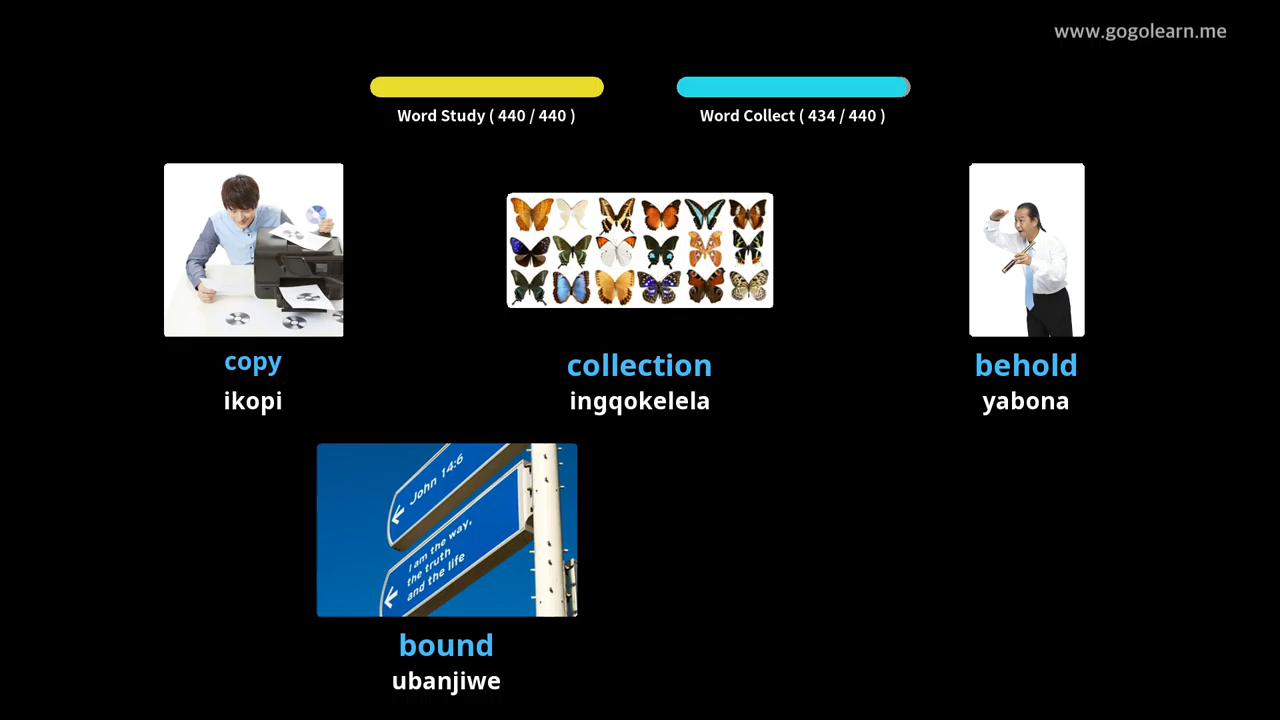 www.gogolearn.me
Word Study ( 440 / 440 )
Word Collect ( 434 / 440 )
copy
ikopi
collection
ingqokelela
behold
yabona
John 14:6
I am the way,
the truth
and the life
bound
ubanjiwe